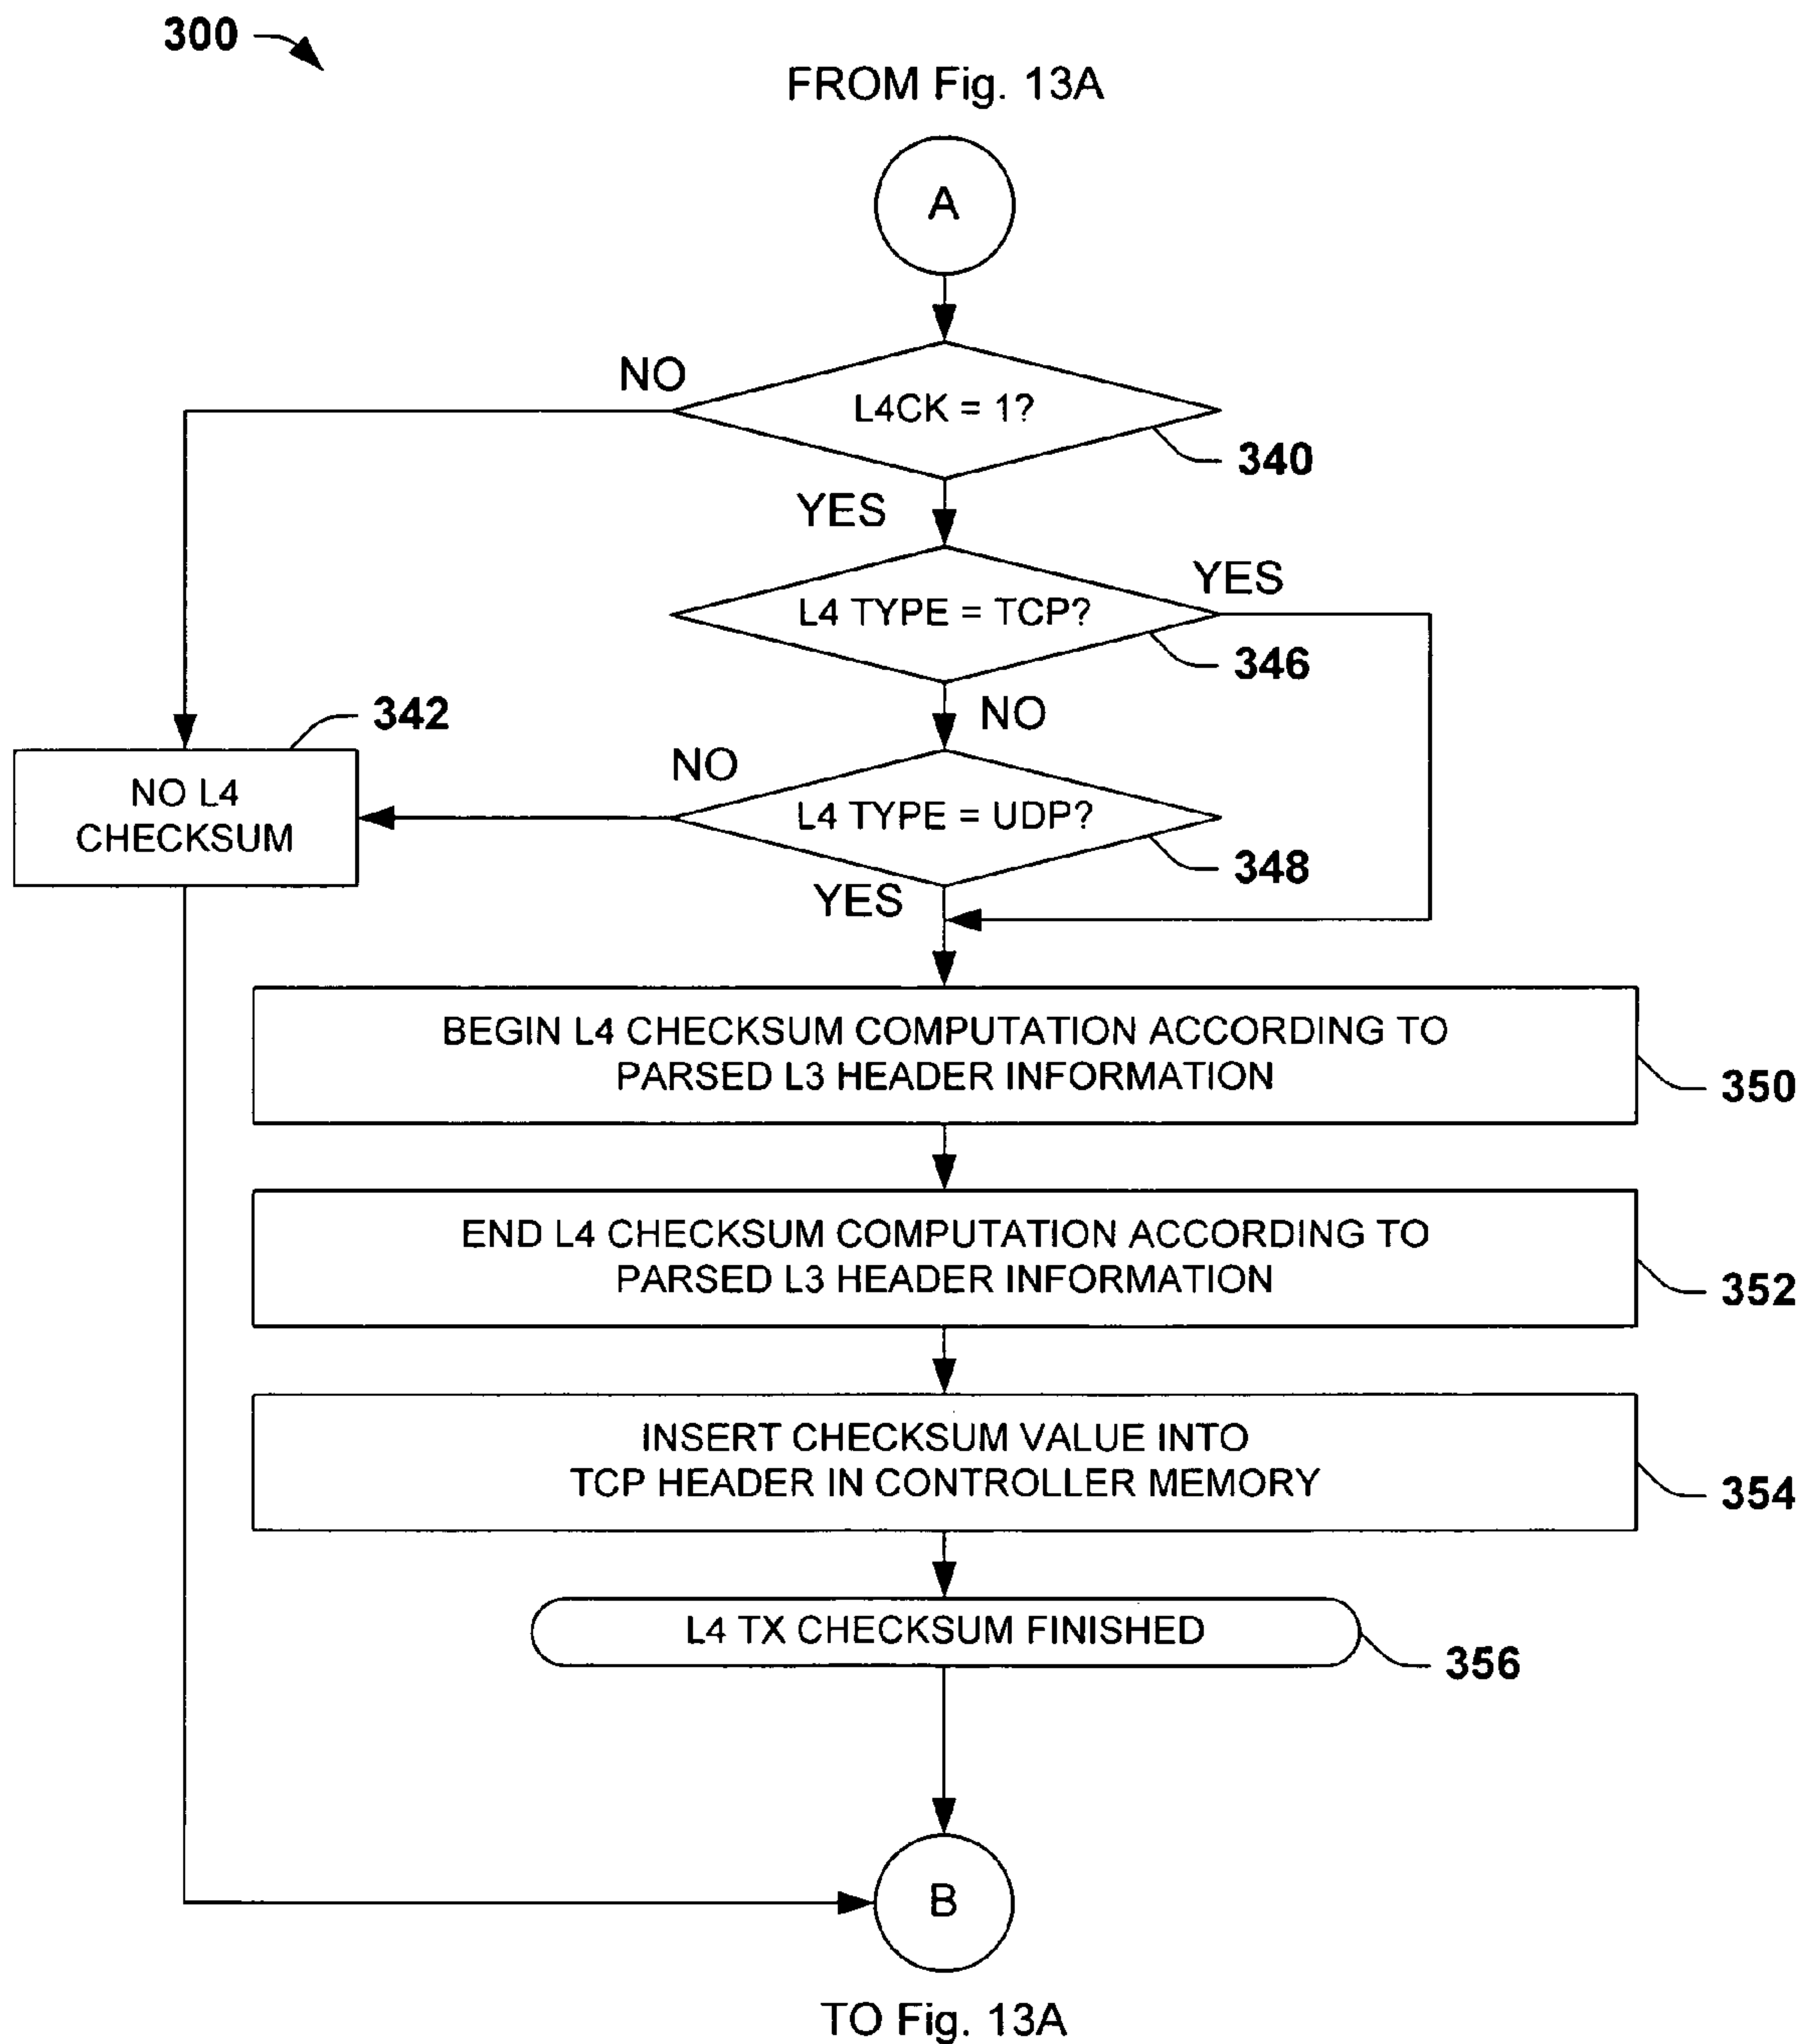 300
FROM Fig. 13A
A
NO
L4CK = 1?
340
YES
YES
L4 TYPE = TCP?
346
342
NO
NO
NO L4
CHECKSUM
L4 TYPE = UDP?
348
YES
BEGIN L4 CHECKSUM COMPUTATION ACCORDING TO
PARSED L3 HEADER INFORMATION
350
END L4 CHECKSUM COMPUTATION ACCORDING TO
PARSED L3 HEADER INFORMATION
352
INSERT CHECKSUM VALUE INTO
TCP HEADER IN CONTROLLER MEMORY
354
L4 TX CHECKSUM FINISHED
356
B
TO Fig. 13A